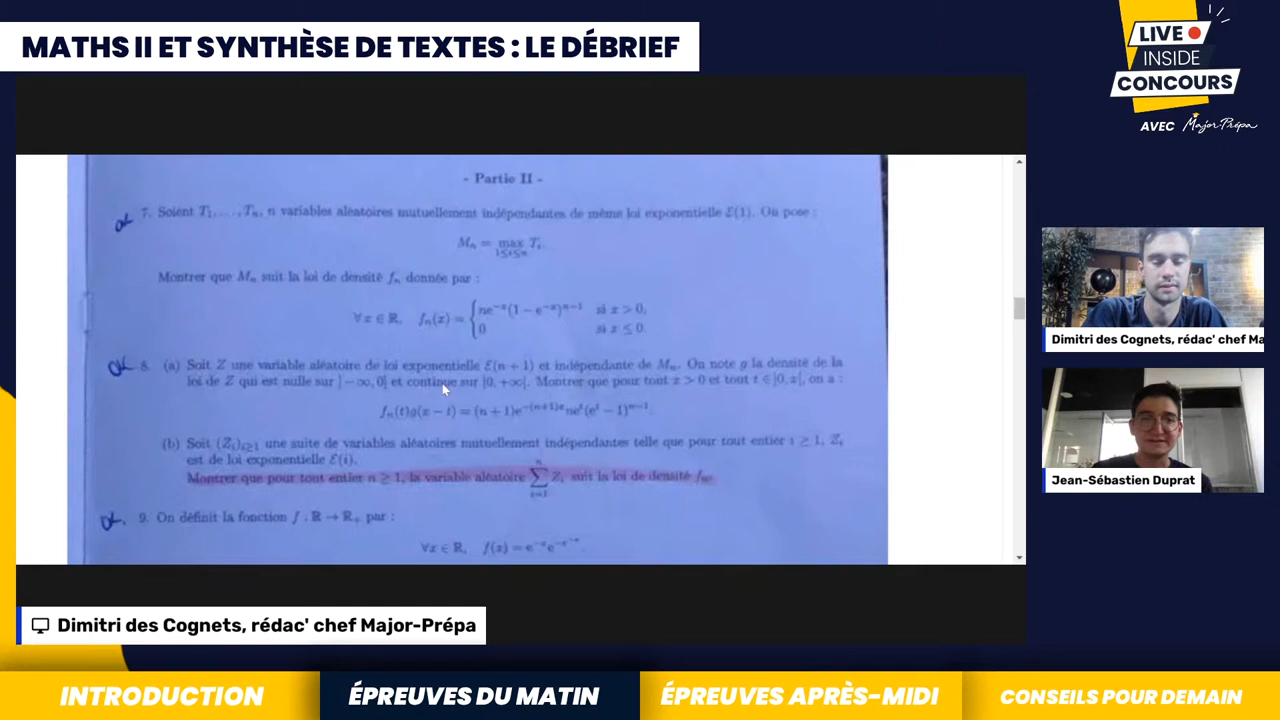 MATHS II ET SYNTHÈSE DE TEXTES : LE DÉBRIEF
LIVE
INSIDE
CONCOURS
AVEC Major-Prépa
- Partie II -
7. Soient T₁, …, Tₙ, n variables aléatoires mutuellement indépendantes de même loi exponentielle ℰ(1). On pose :
Mₙ = max Tᵢ.
1≤i≤n
Montrer que Mₙ suit la loi de densité fₙ donnée par :
∀x ∈ ℝ, fₙ(x) = { ne⁻ˣ(1 − e⁻ˣ)ⁿ⁻¹ si x > 0,
0 si x ≤ 0.
8. (a) Soit Z une variable aléatoire de loi exponentielle ℰ(n + 1) et indépendante de Mₙ. On note g la densité de la
loi de Z qui est nulle sur ] − ∞, 0] et continue sur ]0, +∞[. Montrer que pour tout x > 0 et tout t ∈ ]0, x[, on a :
fₙ(t)g(x − t) = (n + 1)e⁻⁽ⁿ⁺¹⁾ˣneᵗ(eᵗ − 1)ⁿ⁻¹.
(b) Soit (Zᵢ)ᵢ≥₁ une suite de variables aléatoires mutuellement indépendantes telle que pour tout entier i ≥ 1, Zᵢ
est de loi exponentielle ℰ(i).
Montrer que pour tout entier n ≥ 1, la variable aléatoire ∑ᵢ₌₁ⁿ Zᵢ suit la loi de densité fₙ.
9. On définit la fonction f : ℝ → ℝ₊ par :
∀x ∈ ℝ, f(x) = e^{−x}e^{−e^{−x}}.
Dimitri des Cognets, rédac' chef Ma
Jean-Sébastien Duprat
Dimitri des Cognets, rédac' chef Major-Prépa
INTRODUCTION
ÉPREUVES DU MATIN
ÉPREUVES APRÈS-MIDI
CONSEILS POUR DEMAIN